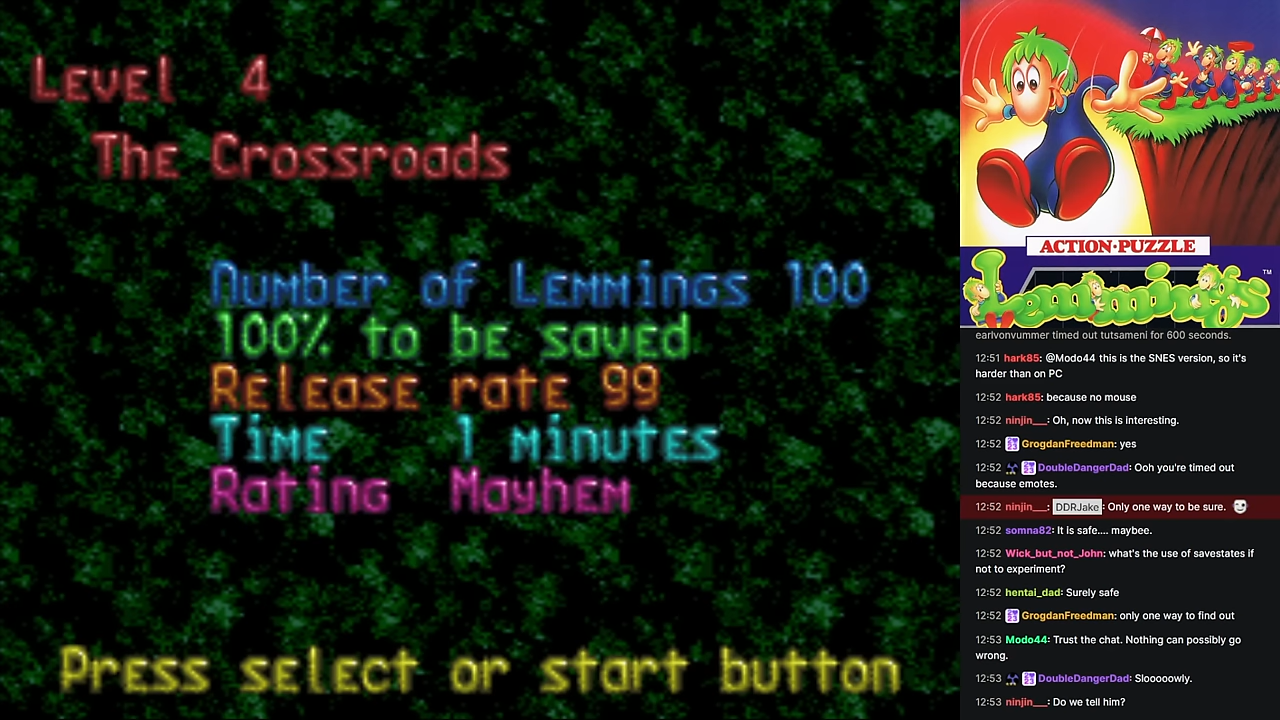 Level 4
The Crossroads
Number of Lemmings 100
100% to be saved
Release rate 99
Time 1 minutes
Rating Mayhem
Press select or start button
ACTION·PUZZLE
Lemmings™
earlvonvummer timed out tutsameni for 600 seconds.
12:51 hark85: @Modo44 this is the SNES version, so it's
harder than on PC
12:52 hark85: because no mouse
12:52 ninjin___: Oh, now this is interesting.
12:52 GrogdanFreedman: yes
12:52 DoubleDangerDad: Ooh you're timed out
because emotes.
12:52 ninjin___: DDRJake: Only one way to be sure.
12:52 somna82: It is safe.... maybee.
12:52 Wick_but_not_John: what's the use of savestates if
not to experiment?
12:52 hentai_dad: Surely safe
12:52 GrogdanFreedman: only one way to find out
12:53 Modo44: Trust the chat. Nothing can possibly go
wrong.
12:53 DoubleDangerDad: Slooooowly.
12:53 ninjin___: Do we tell him?